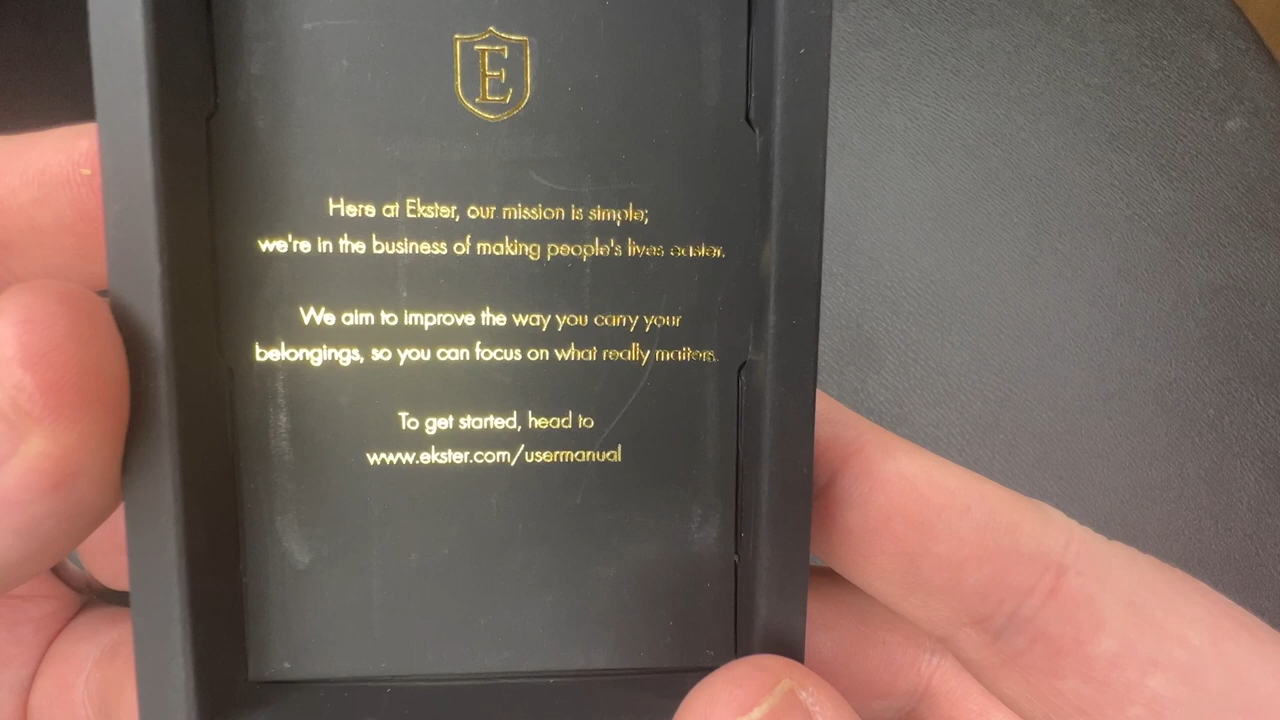 E
Here at Ekster, our mission is simple;
we're in the business of making people's lives easier.
We aim to improve the way you carry your
belongings, so you can focus on what really matters.
To get started, head to
www.ekster.com/usermanual